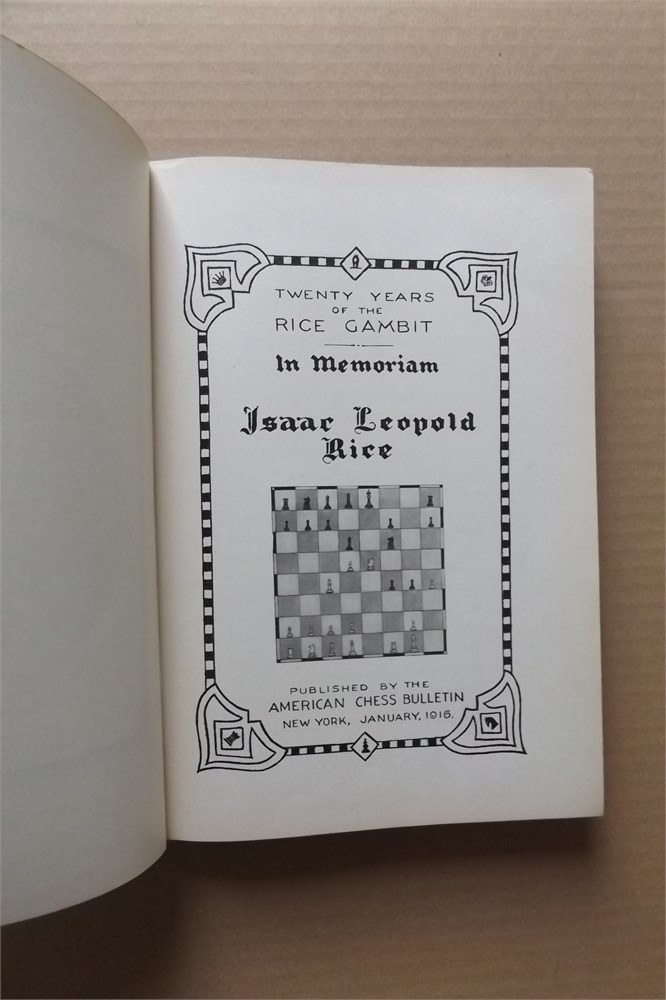 TWENTY YEARS
OF THE
RICE GAMBIT
In Memoriam
Isaac Leopold
Rice
PUBLISHED BY THE
AMERICAN CHESS BULLETIN
NEW YORK, JANUARY, 1916.